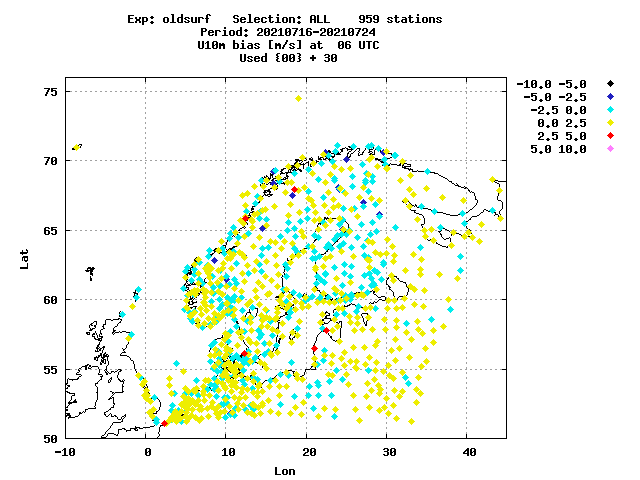 Exp: oldsurf   Selection: ALL    959 stations
Period: 20210716-20210724
U10m bias [m/s] at  06 UTC
Used {00} + 30
-10.0 -5.0
-5.0 -2.5
-2.5 0.0
0.0 2.5
2.5 5.0
5.0 10.0
75
70
65
60
55
50
Lat
-10 0 10 20 30 40
Lon